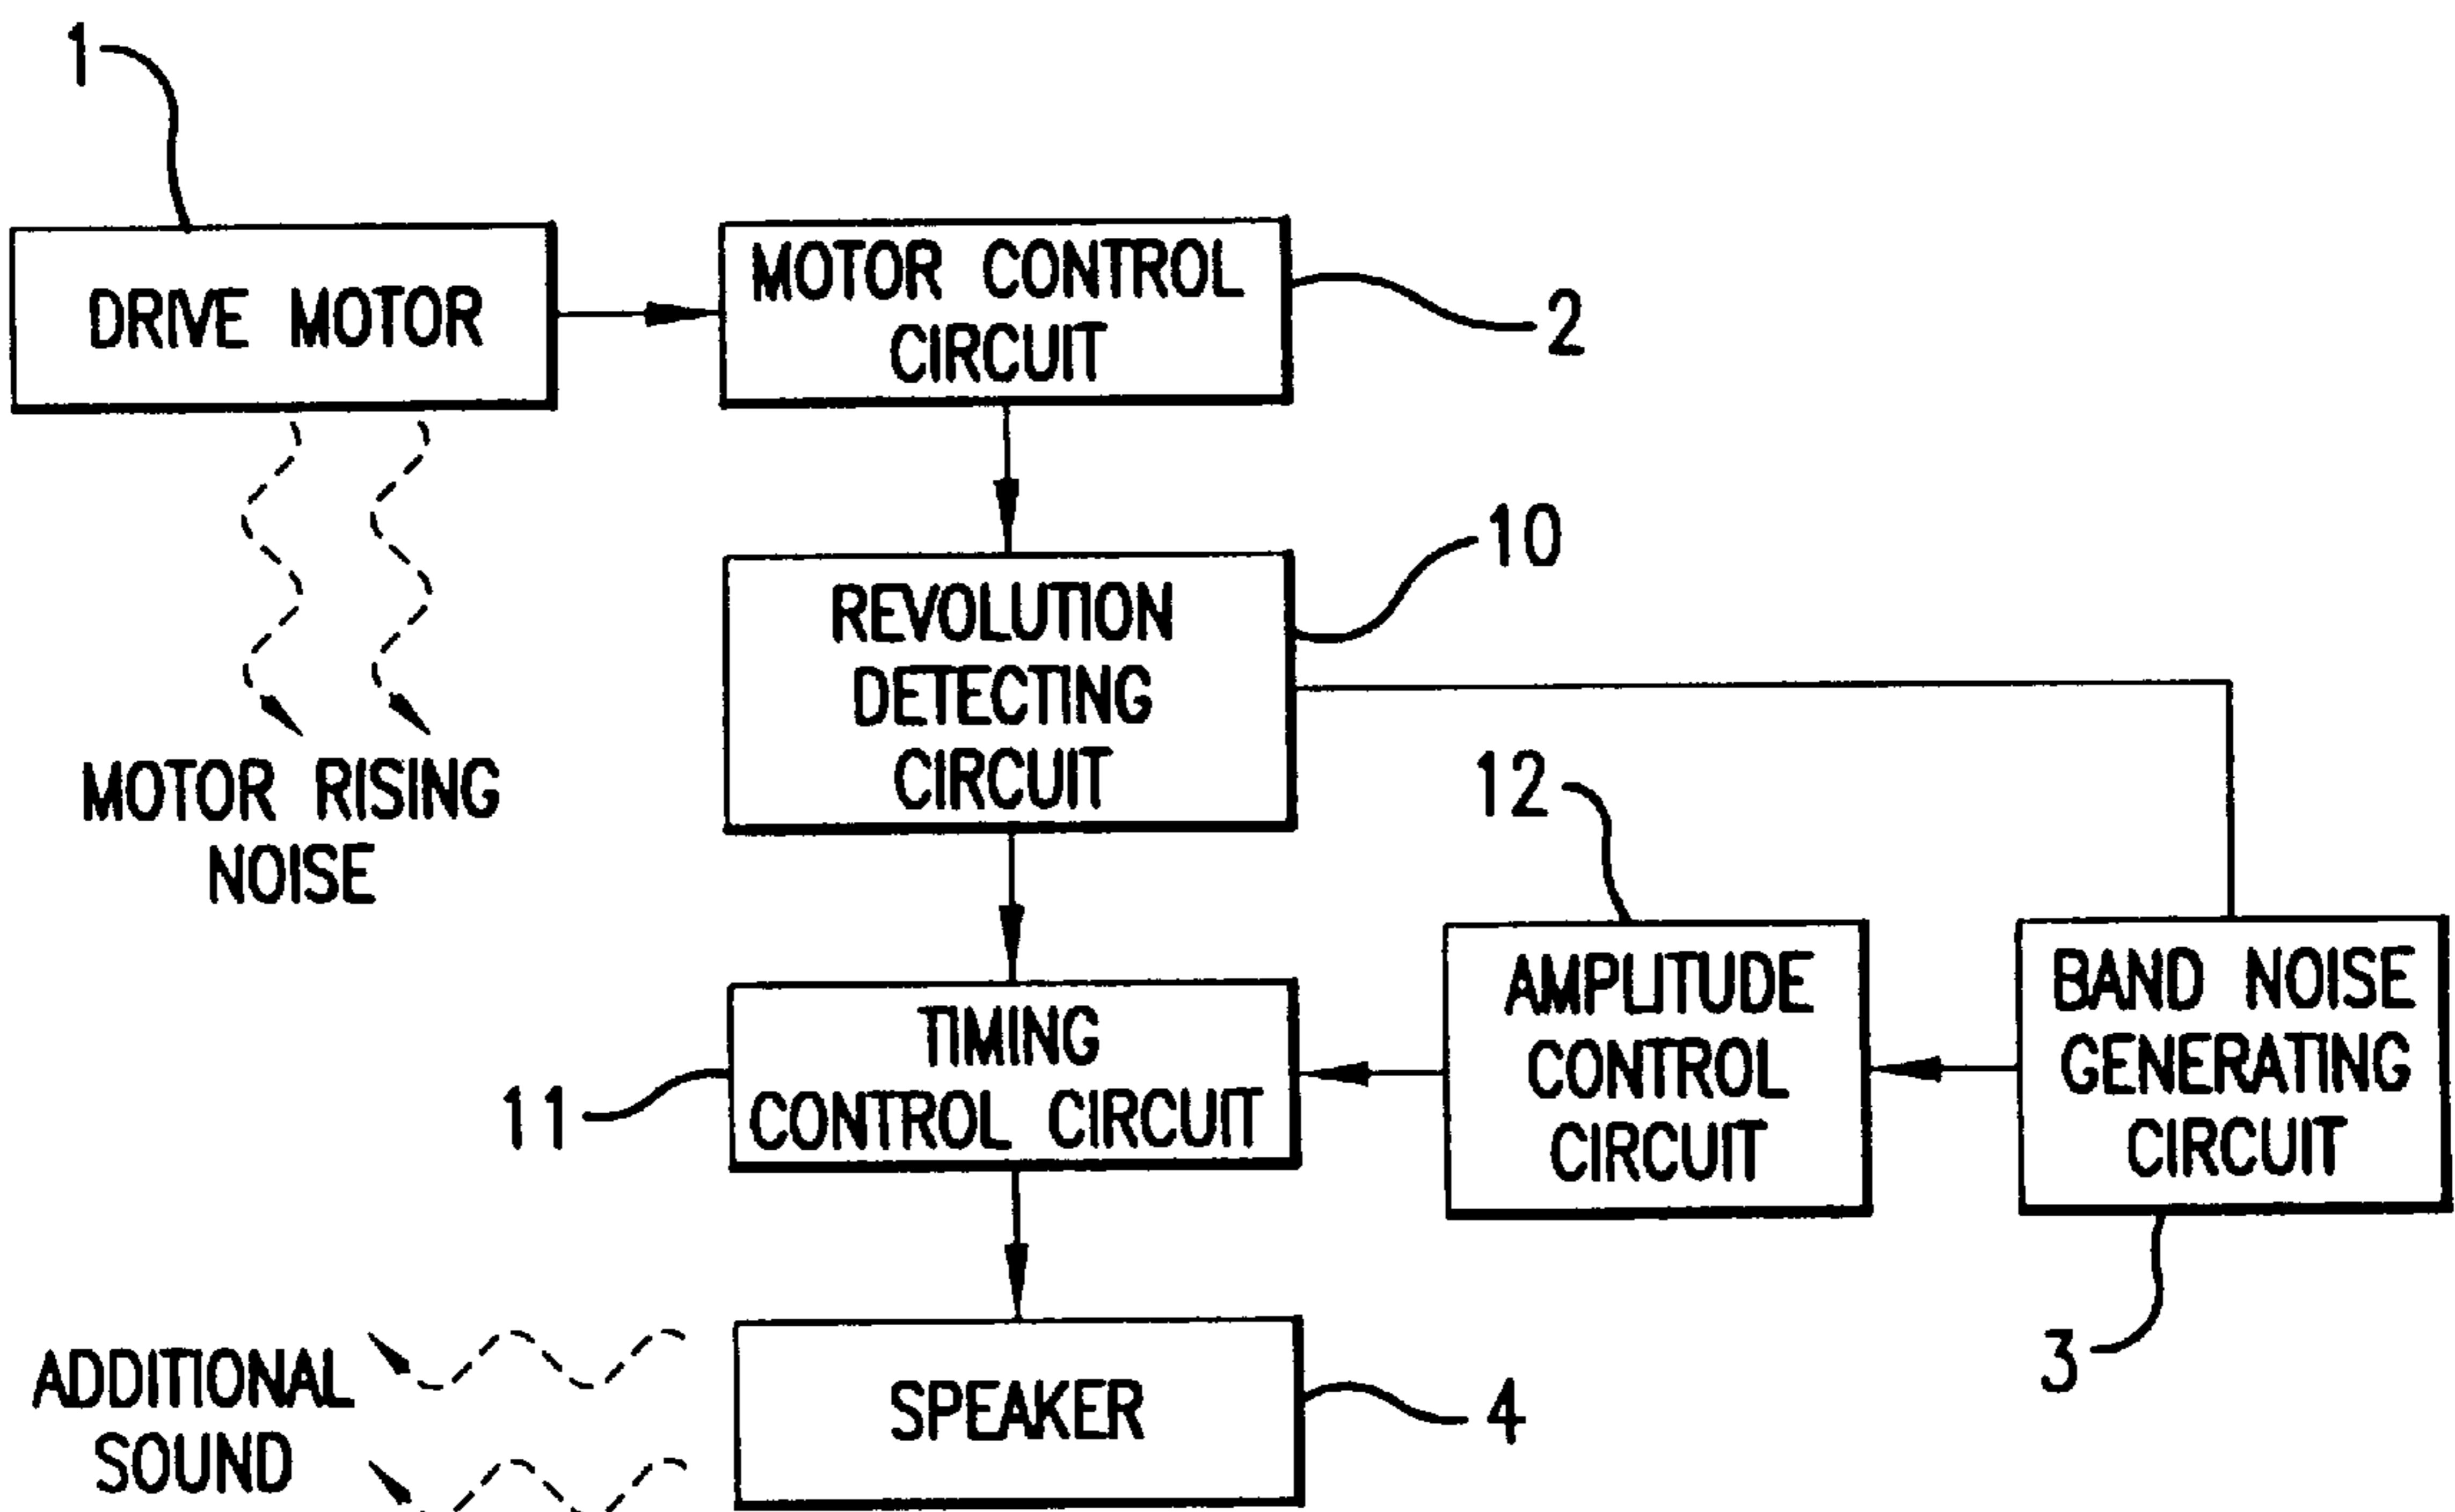 1
DRIVE MOTOR
MOTOR CONTROL
CIRCUIT
2
REVOLUTION
DETECTING
CIRCUIT
10
MOTOR RISING
NOISE
12
TIMING
CONTROL CIRCUIT
11
AMPLITUDE
CONTROL
CIRCUIT
BAND NOISE
GENERATING
CIRCUIT
3
ADDITIONAL
SOUND
SPEAKER
4